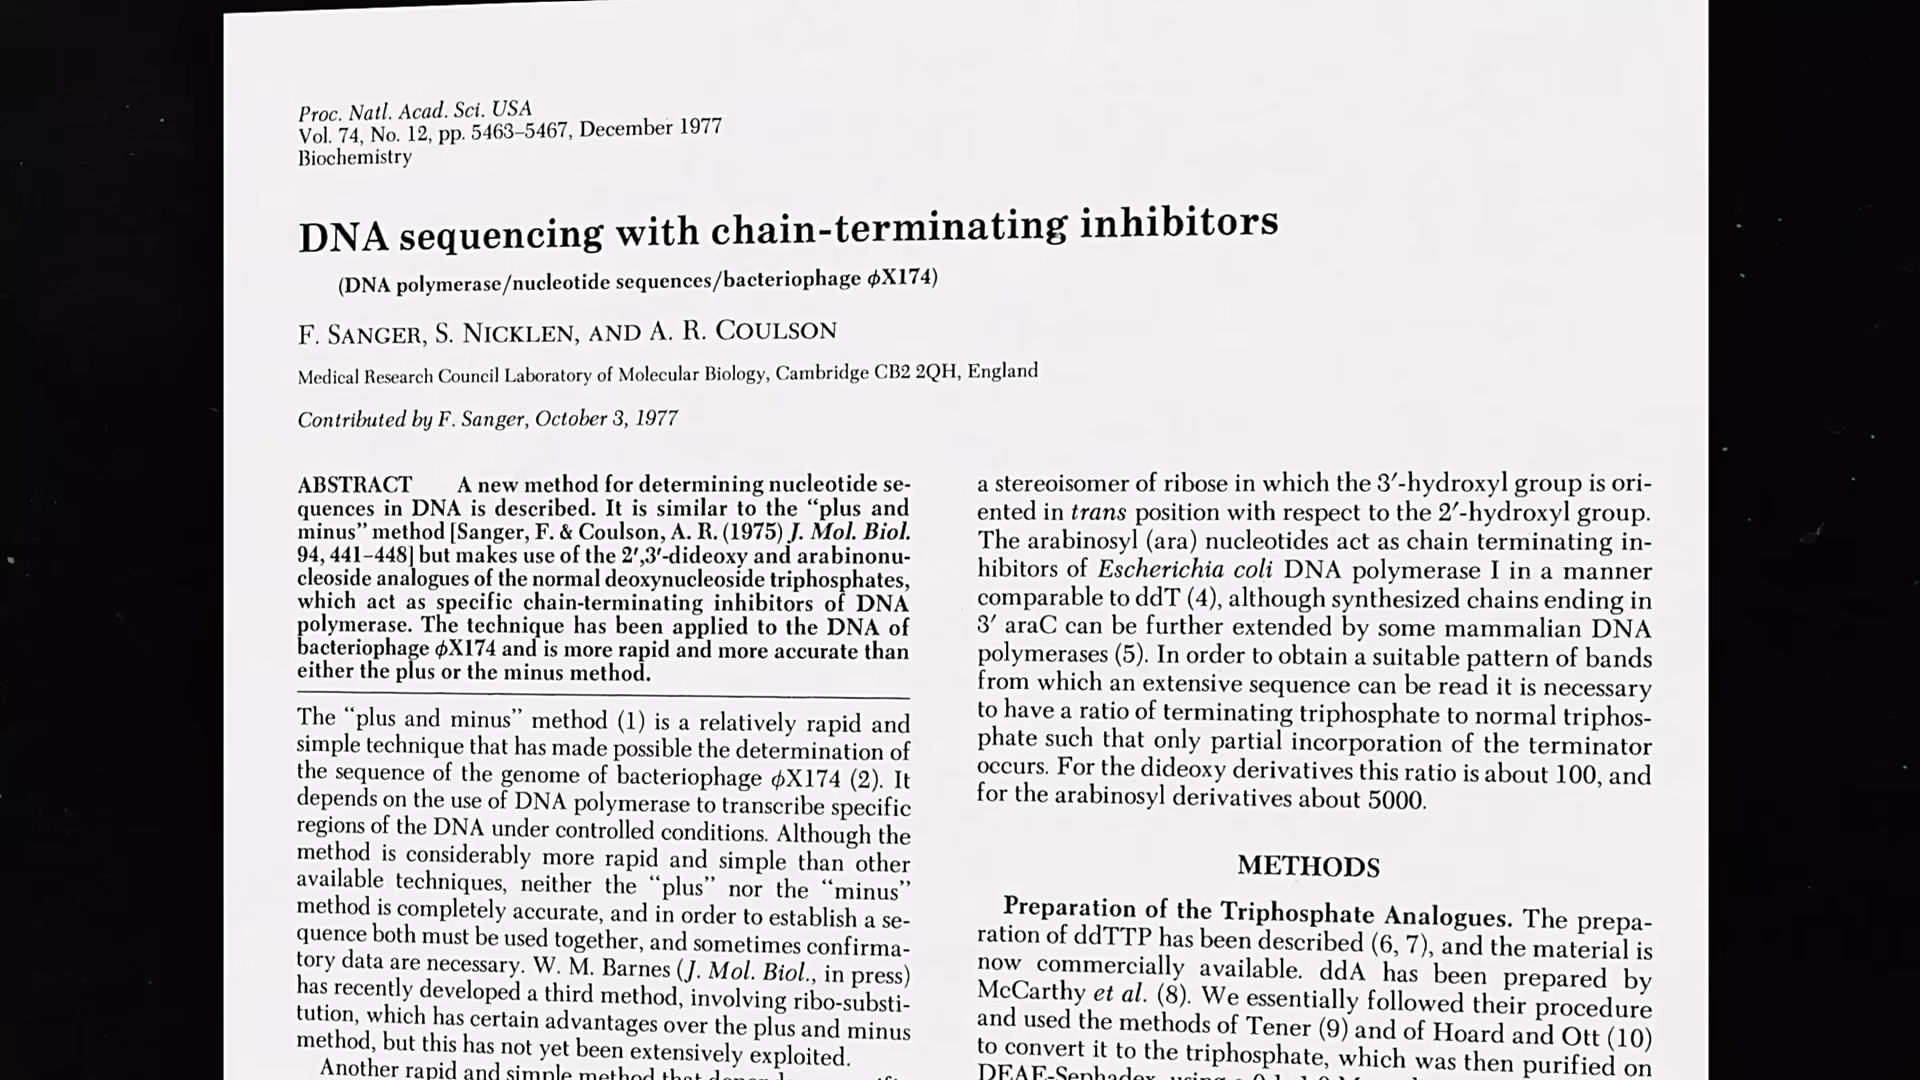 Proc. Natl. Acad. Sci. USA
Vol. 74, No. 12, pp. 5463–5467, December 1977
Biochemistry
DNA sequencing with chain-terminating inhibitors
(DNA polymerase/nucleotide sequences/bacteriophage ϕX174)
F. SANGER, S. NICKLEN, AND A. R. COULSON
Medical Research Council Laboratory of Molecular Biology, Cambridge CB2 2QH, England
Contributed by F. Sanger, October 3, 1977
ABSTRACT A new method for determining nucleotide se-
quences in DNA is described. It is similar to the “plus and
minus” method [Sanger, F. & Coulson, A. R. (1975) J. Mol. Biol.
94, 441–448] but makes use of the 2′,3′-dideoxy and arabinonu-
cleoside analogues of the normal deoxynucleoside triphosphates,
which act as specific chain-terminating inhibitors of DNA
polymerase. The technique has been applied to the DNA of
bacteriophage ϕX174 and is more rapid and more accurate than
either the plus or the minus method.
The “plus and minus” method (1) is a relatively rapid and
simple technique that has made possible the determination of
the sequence of the genome of bacteriophage ϕX174 (2). It
depends on the use of DNA polymerase to transcribe specific
regions of the DNA under controlled conditions. Although the
method is considerably more rapid and simple than other
available techniques, neither the “plus” nor the “minus”
method is completely accurate, and in order to establish a se-
quence both must be used together, and sometimes confirma-
tory data are necessary. W. M. Barnes (J. Mol. Biol., in press)
has recently developed a third method, involving ribo-substi-
tution, which has certain advantages over the plus and minus
method, but this has not yet been extensively exploited.
Another rapid and simple method that
a stereoisomer of ribose in which the 3′-hydroxyl group is ori-
ented in trans position with respect to the 2′-hydroxyl group.
The arabinosyl (ara) nucleotides act as chain terminating in-
hibitors of Escherichia coli DNA polymerase I in a manner
comparable to ddT (4), although synthesized chains ending in
3′ araC can be further extended by some mammalian DNA
polymerases (5). In order to obtain a suitable pattern of bands
from which an extensive sequence can be read it is necessary
to have a ratio of terminating triphosphate to normal triphos-
phate such that only partial incorporation of the terminator
occurs. For the dideoxy derivatives this ratio is about 100, and
for the arabinosyl derivatives about 5000.
METHODS
Preparation of the Triphosphate Analogues. The prepa-
ration of ddTTP has been described (6, 7), and the material is
now commercially available. ddA has been prepared by
McCarthy et al. (8). We essentially followed their procedure
and used the methods of Tener (9) and of Hoard and Ott (10)
to convert it to the triphosphate, which was then purified on
DEAE-Sephadex, using